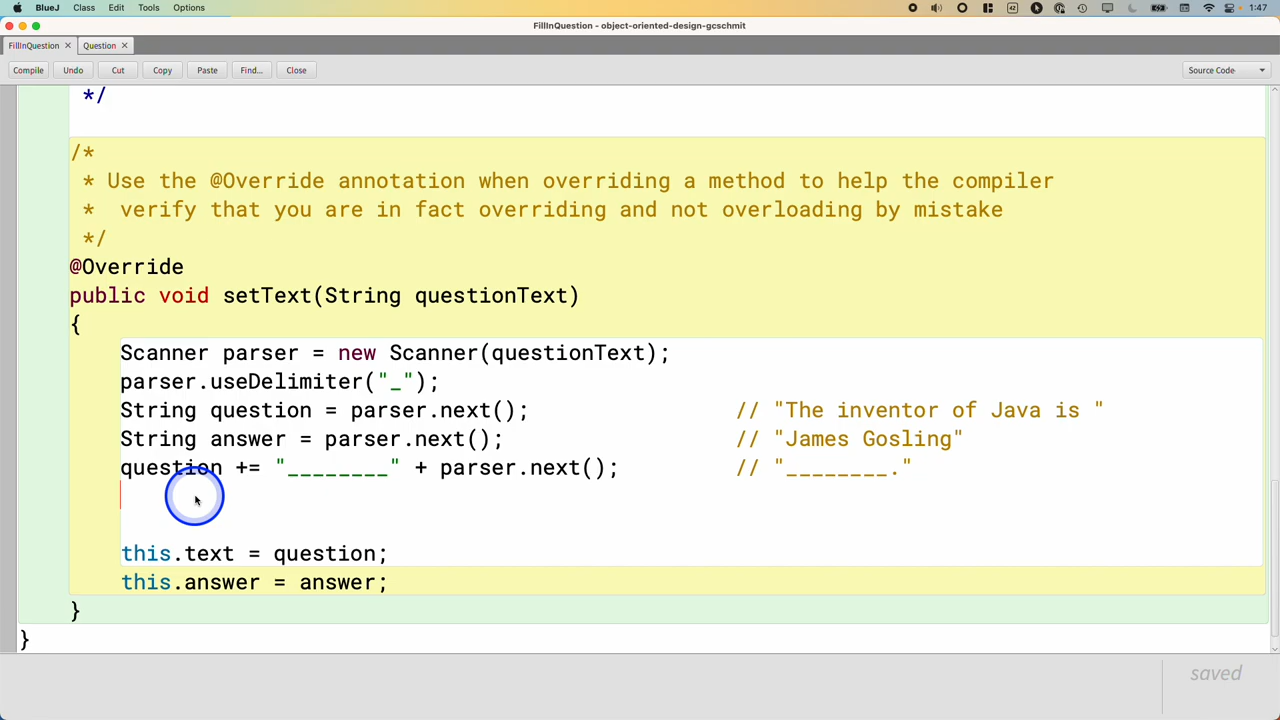 BlueJ Class Edit Tools Options 42 1:47
FillInQuestion - object-oriented-design-gcschmit
FillInQuestion × Question ×
Compile Undo Cut Copy Paste Find... Close Source Code
*/
/*
* Use the @Override annotation when overriding a method to help the compiler
* verify that you are in fact overriding and not overloading by mistake
*/
@Override
public void setText(String questionText)
{
Scanner parser = new Scanner(questionText);
parser.useDelimiter("_");
String question = parser.next(); // "The inventor of Java is "
String answer = parser.next(); // "James Gosling"
question += "________" + parser.next(); // "________."
this.text = question;
this.answer = answer;
}
}
saved